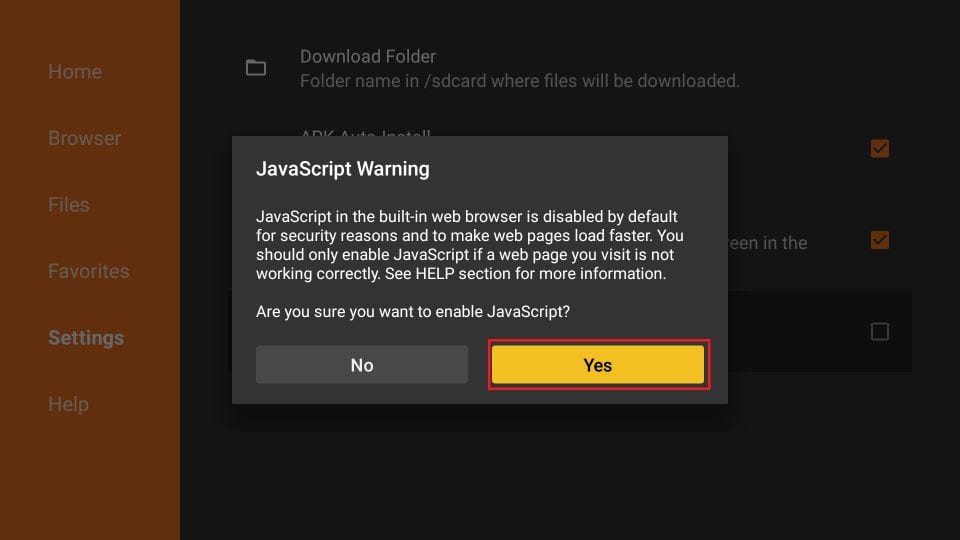 Home
Browser
Files
Favorites
Settings
Help
Download Folder
Folder name in /sdcard where files will be downloaded.
APK Auto Install
reen in the
JavaScript Warning
JavaScript in the built-in web browser is disabled by default
for security reasons and to make web pages load faster. You
should only enable JavaScript if a web page you visit is not
working correctly. See HELP section for more information.
Are you sure you want to enable JavaScript?
No
Yes